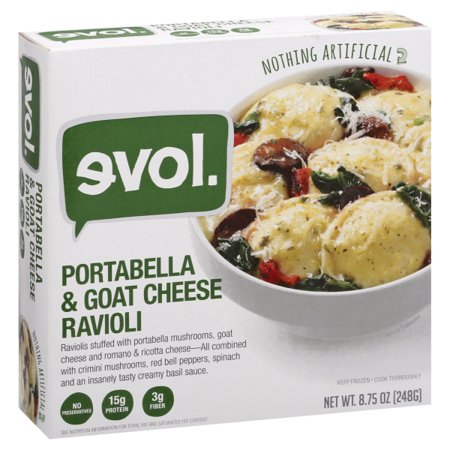 NOTHING ARTIFICIAL
evol.
PORTABELLA
& GOAT CHEESE
RAVIOLI
Raviolis stuffed with portabella mushrooms, goat
cheese and romano & ricotta cheese—All combined
with crimini mushrooms, red bell peppers, spinach
and an insanely tasty creamy basil sauce.
NO
PRESERVATIVES
15g
PROTEIN
3g
FIBER
SEE NUTRITION INFORMATION FOR TOTAL FAT AND SATURATED FAT CONTENT.
KEEP FROZEN • COOK THOROUGHLY
NET WT. 8.75 OZ (248G)
evol.
PORTABELLA
& GOAT CHEESE
RAVIOLI
NOTHING ARTIFICIAL